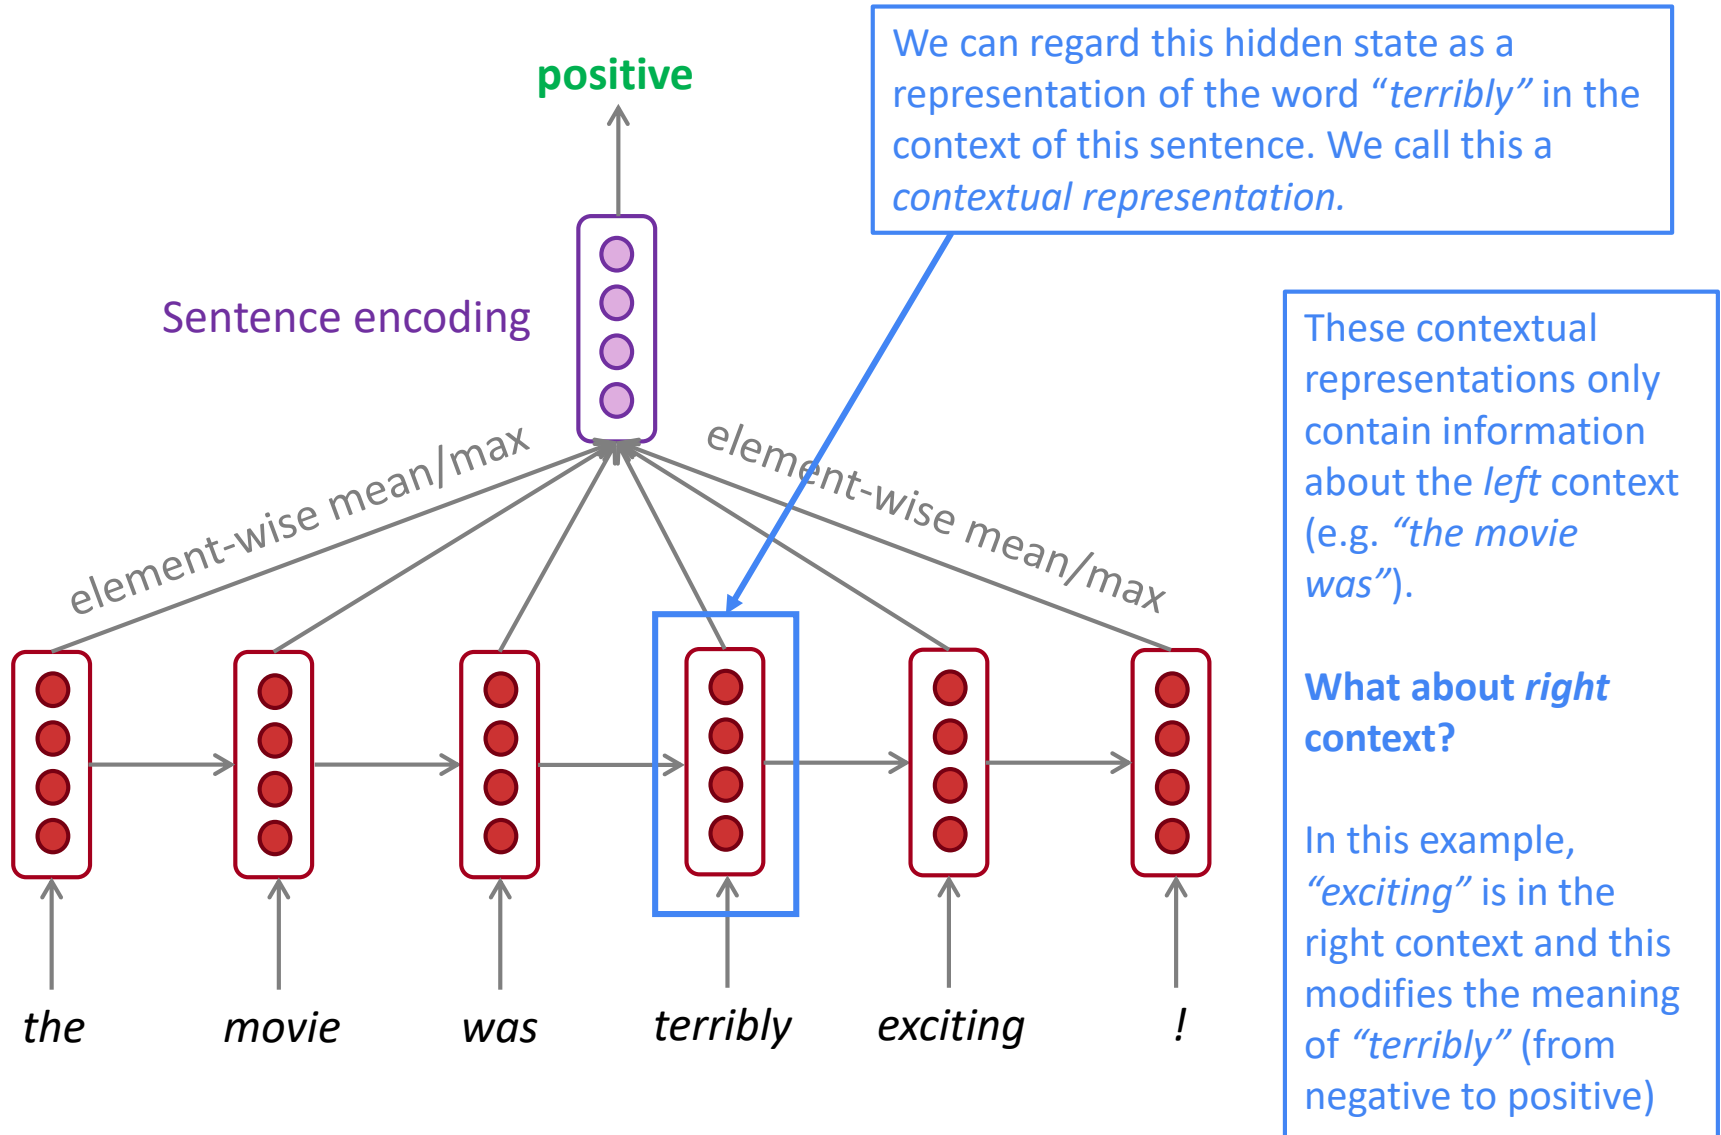 positive
We can regard this hidden state as a
representation of the word “terribly” in the
context of this sentence. We call this a
contextual representation.
Sentence encoding
element-wise mean/max
element-wise mean/max
These contextual
representations only
contain information
about the left context
(e.g. “the movie
was”).
What about right
context?
In this example,
“exciting” is in the
right context and this
modifies the meaning
of “terribly” (from
negative to positive)
the movie was terribly exciting !